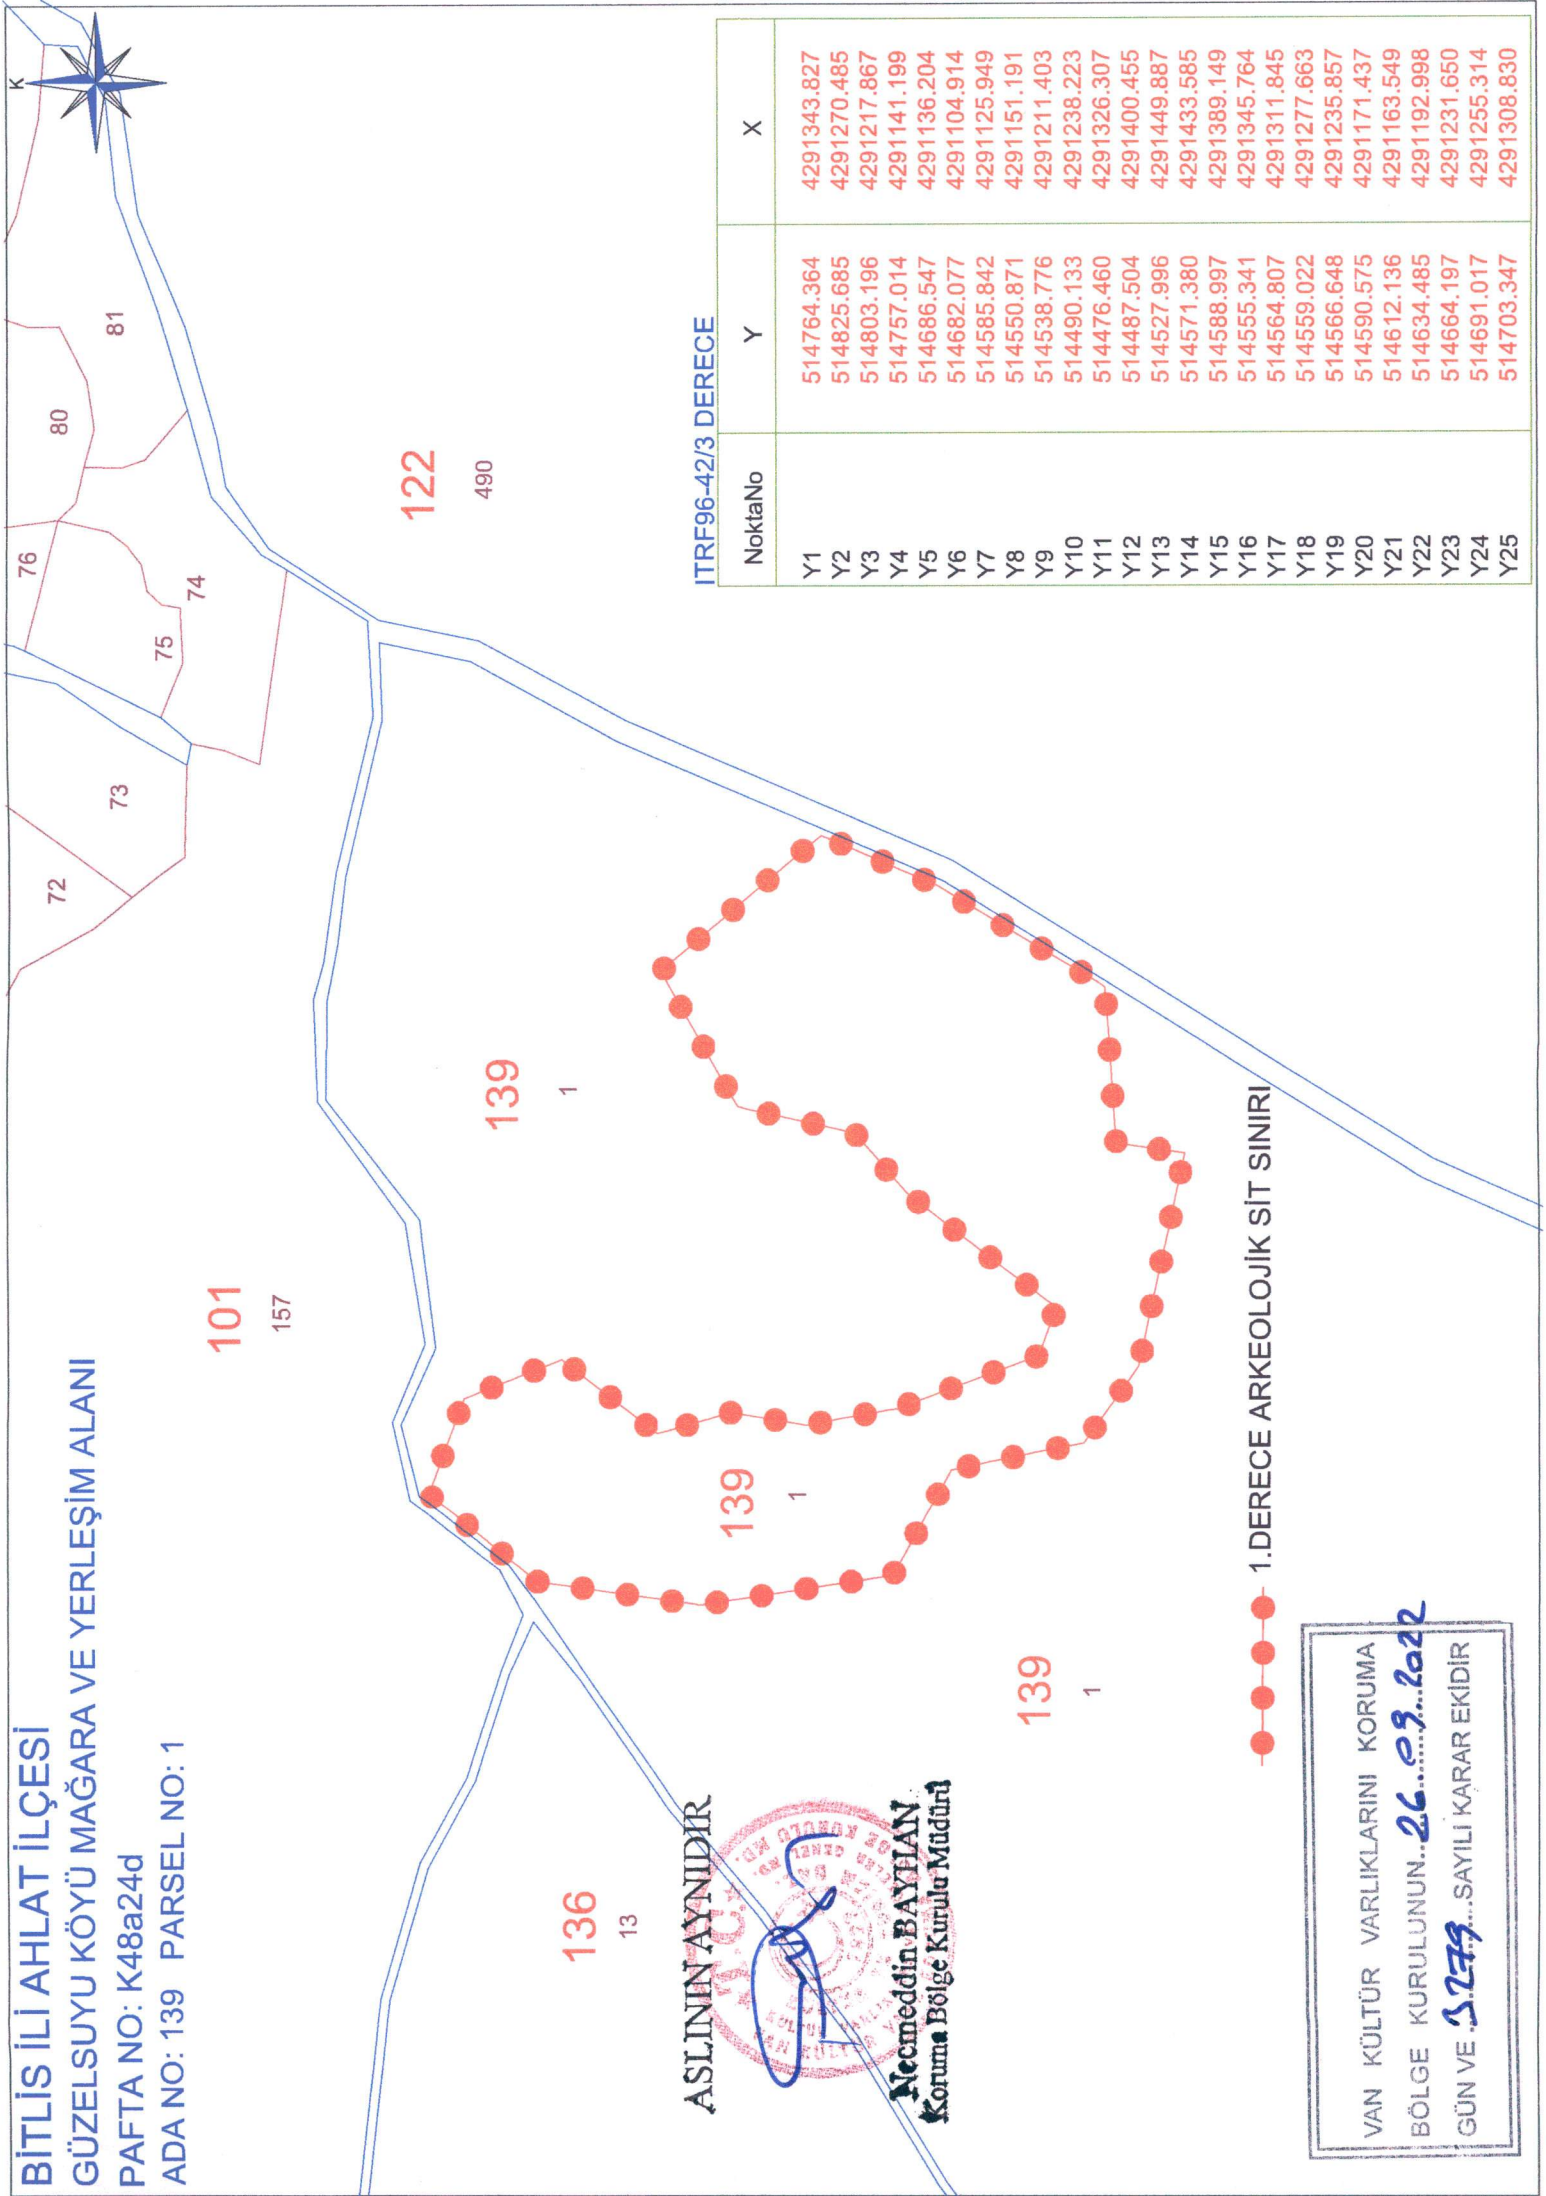 BİTLİS İLİ AHLAT İLÇESİ
GÜZELSUYU KÖYÜ MAĞARA VE YERLEŞİM ALANI
PAFTA NO: K48a24d
ADA NO: 139 PARSEL NO: 1
K
72
73
76
75
74
80
81
101
157
122
490
139
1
139
1
139
1
136
13
ITRF96-42/3 DERECE
NoktaNo Y X
Y1 514764.364 4291343.827
Y2 514825.685 4291270.485
Y3 514803.196 4291217.867
Y4 514757.014 4291141.199
Y5 514686.547 4291136.204
Y6 514682.077 4291104.914
Y7 514585.842 4291125.949
Y8 514550.871 4291151.191
Y9 514538.776 4291211.403
Y10 514490.133 4291238.223
Y11 514476.460 4291326.307
Y12 514487.504 4291400.455
Y13 514527.996 4291449.887
Y14 514571.380 4291433.585
Y15 514588.997 4291389.149
Y16 514555.341 4291345.764
Y17 514564.807 4291311.845
Y18 514559.022 4291277.663
Y19 514566.648 4291235.857
Y20 514590.575 4291171.437
Y21 514612.136 4291163.549
Y22 514634.485 4291192.998
Y23 514664.197 4291231.650
Y24 514691.017 4291255.314
Y25 514703.347 4291308.830
ASLININ AYNIDIR
T.C.
Necmeddin BAYHAN
Koruma Bölge Kurulu Müdürü
1.DERECE ARKEOLOJİK SİT SINIRI
VAN KÜLTÜR VARLIKLARINI KORUMA
BÖLGE KURULUNUN..26.09.2022
GÜN VE ..SAYILI KARAR EKİDİR